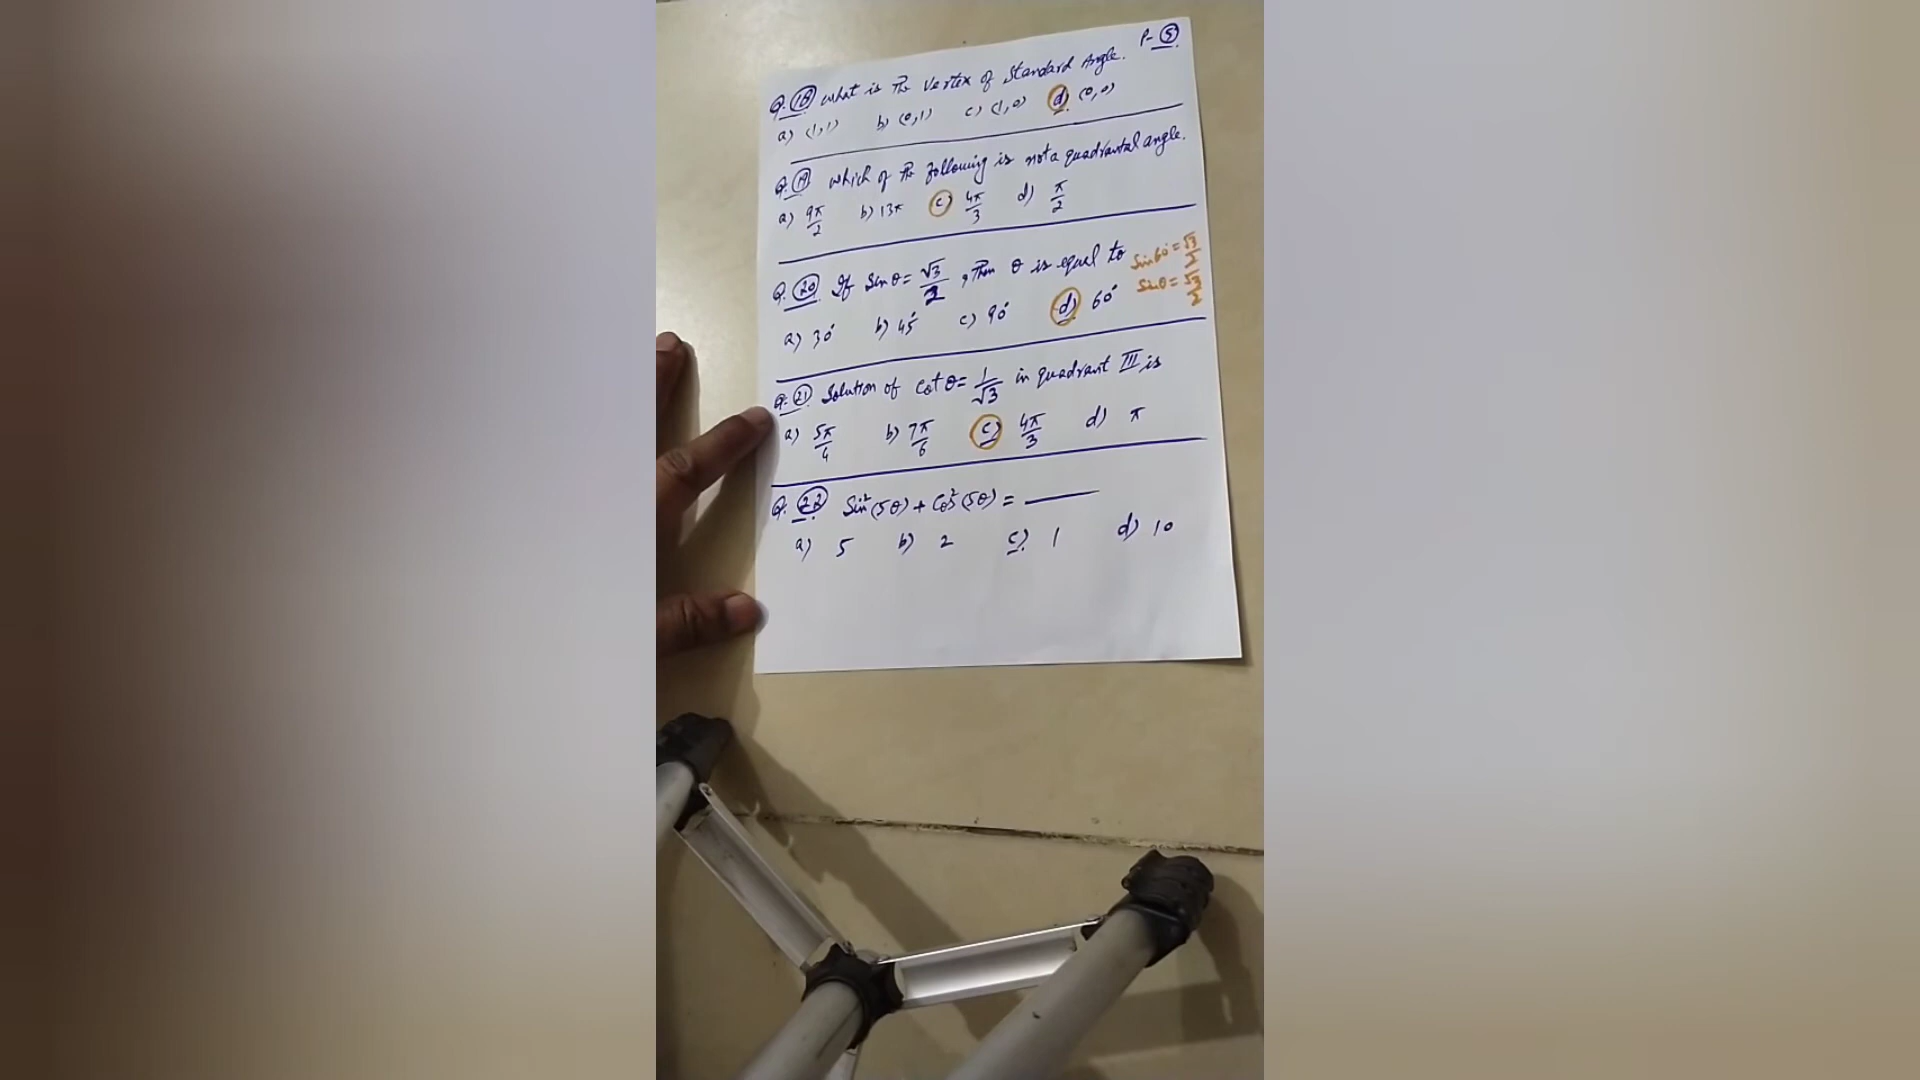 P-⑤
Q. ⑱ what is the vertex of standard Angle.
a) (1,1) b) (0,1) c) (1,0) d) (0,0)
Q. ⑲ which of the following is not a quadrantal angle.
a) 9π/2 b) 13π c) 4π/3 d) π/2
Q. ⑳ If Sinθ = √3/2, Then θ is equal to
Sin60° = √3/2
Sinθ = √3/2
a) 30° b) 45° c) 90° d) 60°
Q. ㉑ Solution of Cotθ = 1/√3 in quadrant III is
a) 5π/4 b) 7π/6 c) 4π/3 d) π
Q. ㉒ Sin²(5θ) + Cos²(5θ) = ____
a) 5 b) 2 c) 1 d) 10